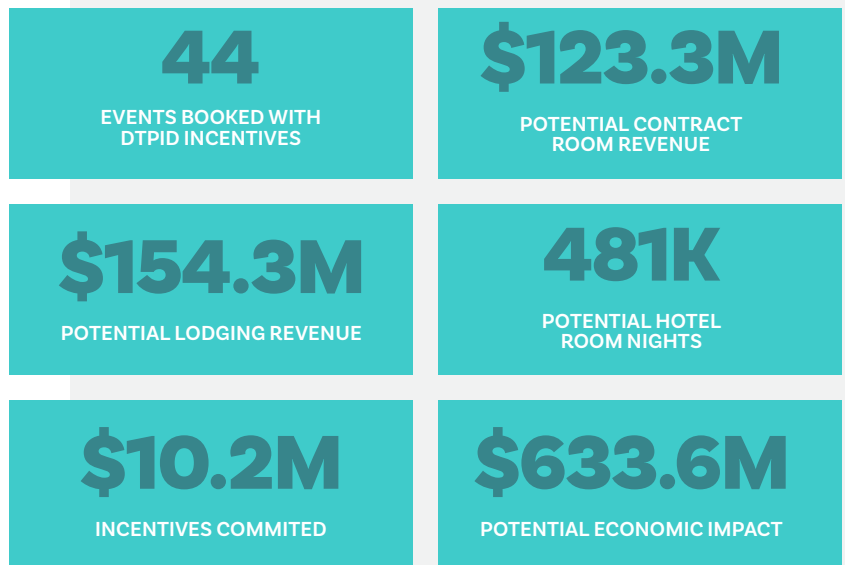 44
EVENTS BOOKED WITH
DTPID INCENTIVES
$123.3M
POTENTIAL CONTRACT
ROOM REVENUE
$154.3M
POTENTIAL LODGING REVENUE
481K
POTENTIAL HOTEL
ROOM NIGHTS
$10.2M
INCENTIVES COMMITED
$633.6M
POTENTIAL ECONOMIC IMPACT